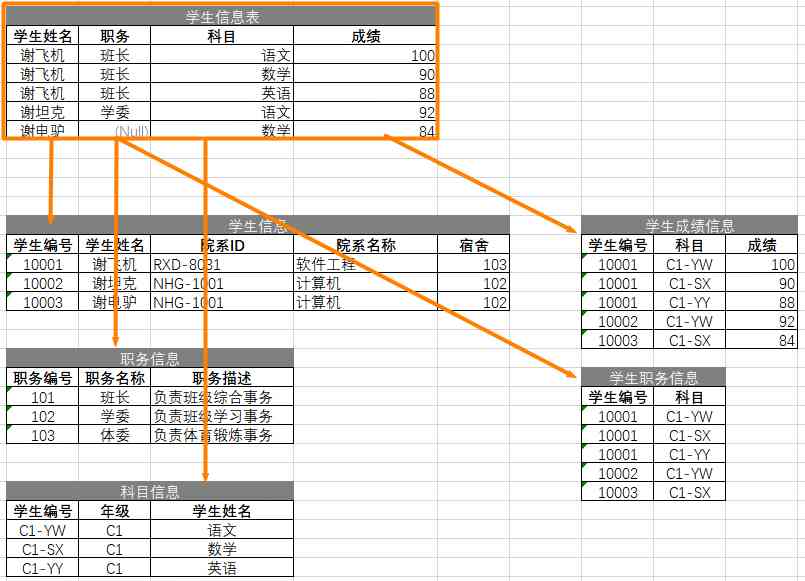 学生信息表
学生姓名 职务 科目 成绩
谢飞机 班长 语文 100
谢飞机 班长 数学 90
谢飞机 班长 英语 88
谢坦克 学委 语文 92
谢电驴 (Null) 数学 84
学生信息
学生编号 学生姓名 院系ID 院系名称 宿舍
10001 谢飞机 RXD-8081 软件工程 103
10002 谢坦克 NHG-1001 计算机 102
10003 谢电驴 NHG-1001 计算机 102
学生成绩信息
学生编号 科目 成绩
10001 C1-YW 100
10001 C1-SX 90
10001 C1-YY 88
10002 C1-YW 92
10003 C1-SX 84
职务信息
职务编号 职务名称 职务描述
101 班长 负责班级综合事务
102 学委 负责班级学习事务
103 体委 负责体育锻炼事务
学生职务信息
学生编号 科目
10001 C1-YW
10001 C1-SX
10001 C1-YY
10002 C1-YW
10003 C1-SX
科目信息
学生编号 年级 学生姓名
C1-YW C1 语文
C1-SX C1 数学
C1-YY C1 英语